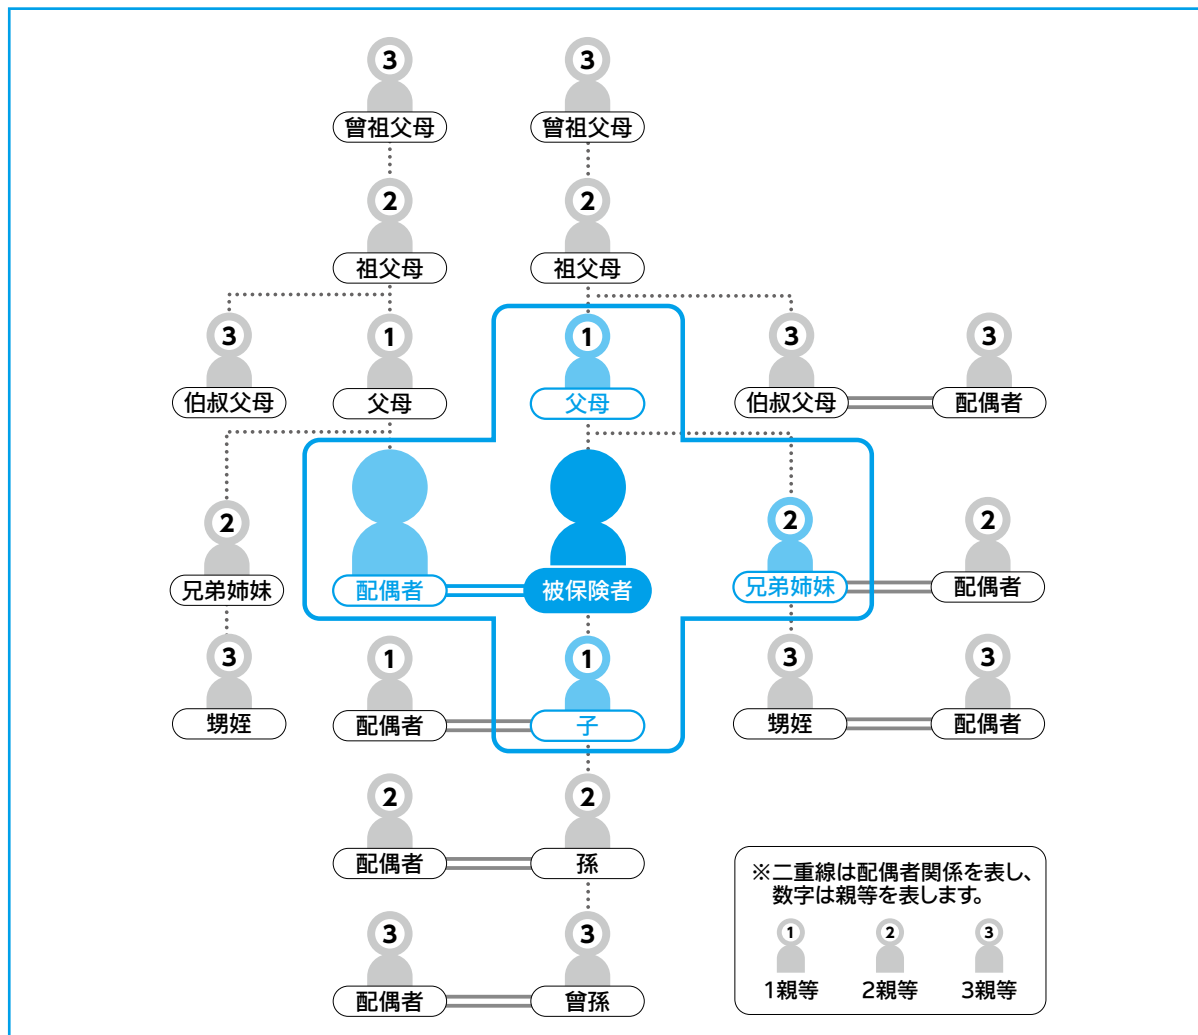 3 3
曾祖父母 曾祖父母
2 2
祖父母 祖父母
3 1 1 3 3
伯叔父母 父母 父母 伯叔父母 配偶者
2 2 2
兄弟姉妹 配偶者 被保険者 兄弟姉妹 配偶者
3 1 1 3 3
甥姪 配偶者 子 甥姪 配偶者
2 2
配偶者 孫
3 3
配偶者 曾孫
※二重線は配偶者関係を表し、
数字は親等を表します。
1 2 3
1親等 2親等 3親等